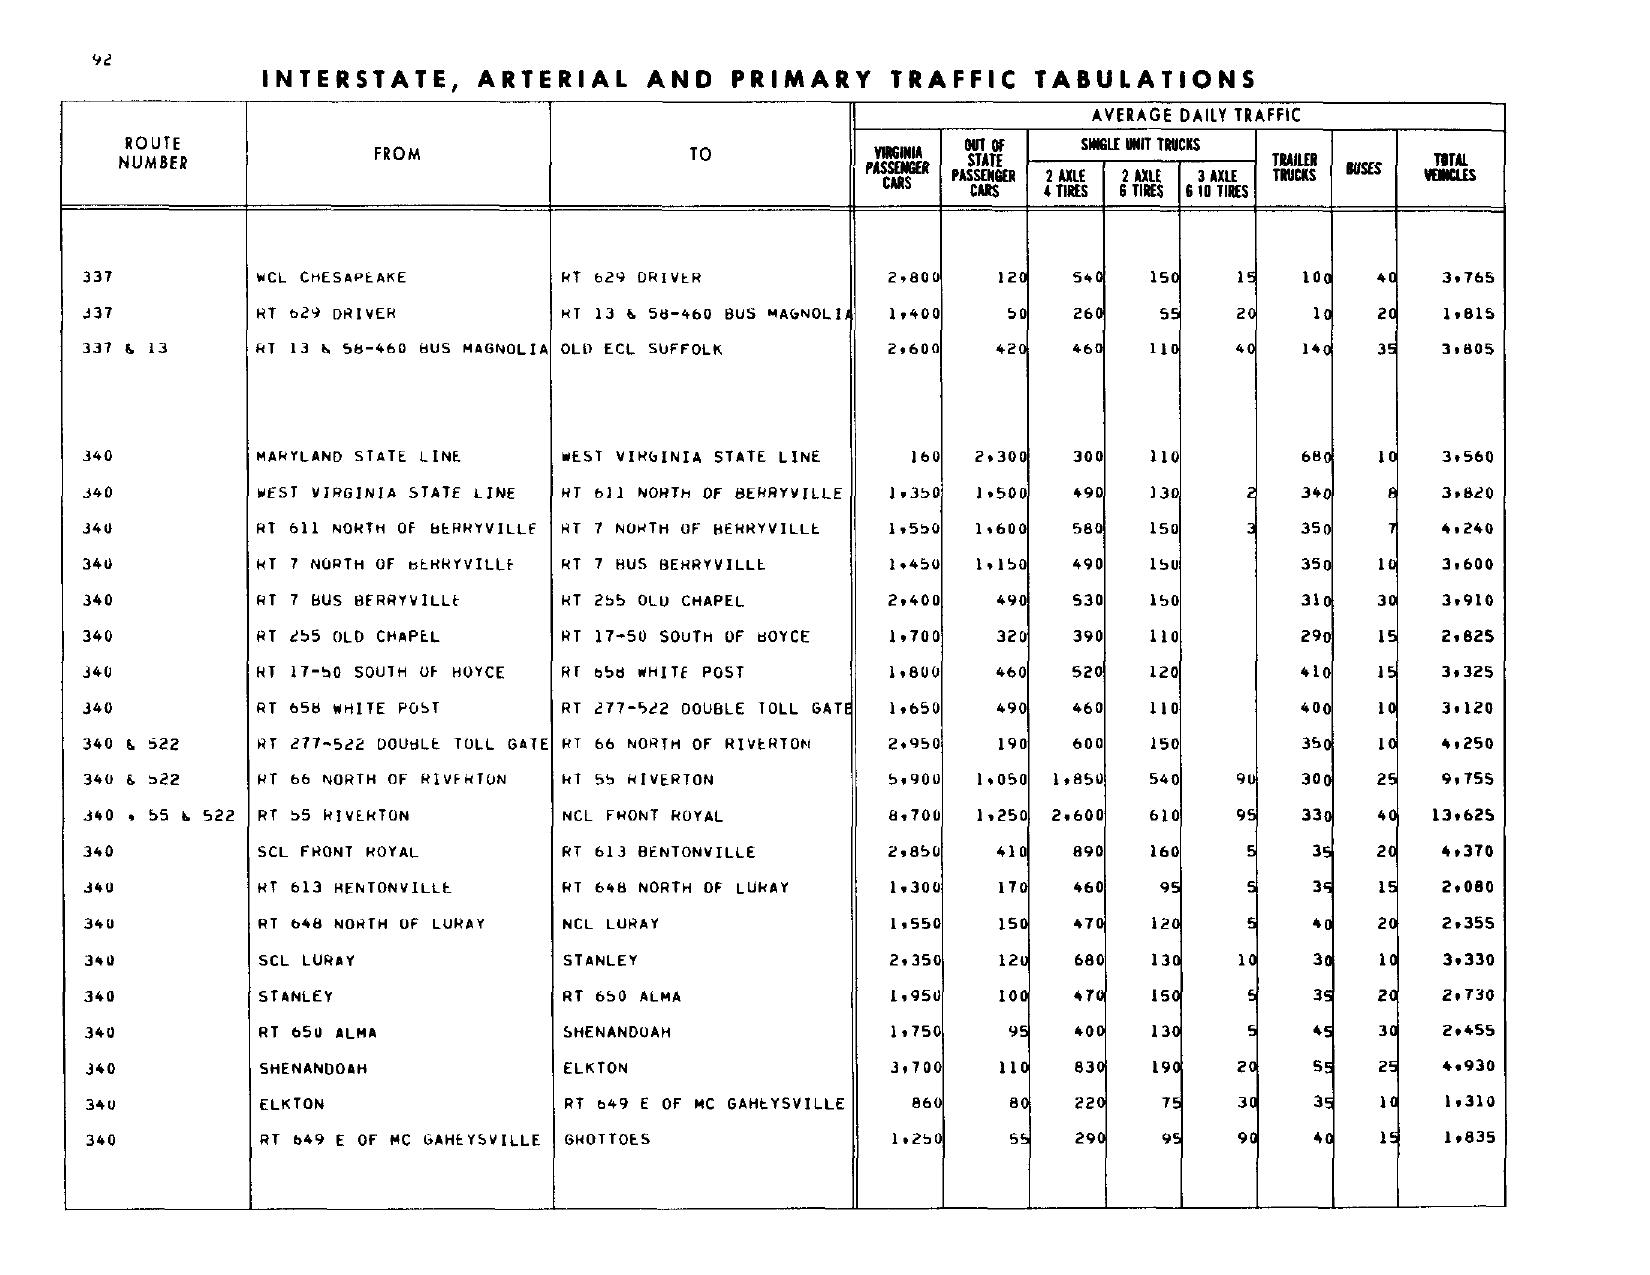 92
INTERSTATE, ARTERIAL AND PRIMARY TRAFFIC TABULATIONS
AVERAGE DAILY TRAFFIC
ROUTE NUMBER FROM TO VIRGINIA PASSENGER CARS OUT OF STATE PASSENGER CARS SINGLE UNIT TRUCKS 2 AXLE 4 TIRES 2 AXLE 6 TIRES 3 AXLE 6 10 TIRES TRAILER TRUCKS BUSES TOTAL VEHICLES
337 WCL CHESAPEAKE RT 629 DRIVER 2,800 120 540 150 15 100 40 3,765
337 RT 629 DRIVER RT 13 & 58-460 BUS MAGNOLIA 1,400 50 260 55 20 10 20 1,815
337 & 13 RT 13 & 58-460 BUS MAGNOLIA OLD ECL SUFFOLK 2,600 420 460 110 40 140 35 3,805
340 MARYLAND STATE LINE WEST VIRGINIA STATE LINE 160 2,300 300 110 680 10 3,560
340 WEST VIRGINIA STATE LINE RT 611 NORTH OF BERRYVILLE 1,350 1,500 490 130 2 340 8 3,820
340 RT 611 NORTH OF BERRYVILLE RT 7 NORTH OF BERRYVILLE 1,550 1,600 580 150 3 350 7 4,240
340 RT 7 NORTH OF BERRYVILLE RT 7 BUS BERRYVILLE 1,450 1,150 490 150 350 10 3,600
340 RT 7 BUS BERRYVILLE RT 255 OLD CHAPEL 2,400 490 530 150 310 30 3,910
340 RT 255 OLD CHAPEL RT 17-50 SOUTH OF BOYCE 1,700 320 390 110 290 15 2,825
340 RT 17-50 SOUTH OF BOYCE RT 658 WHITE POST 1,800 460 520 120 410 15 3,325
340 RT 658 WHITE POST RT 277-522 DOUBLE TOLL GATE 1,650 490 460 110 400 10 3,120
340 & 522 RT 277-522 DOUBLE TOLL GATE RT 66 NORTH OF RIVERTON 2,950 190 600 150 350 10 4,250
340 & 522 RT 66 NORTH OF RIVERTON RT 55 RIVERTON 5,900 1,050 1,850 540 90 300 25 9,755
340 , 55 & 522 RT 55 RIVERTON NCL FRONT ROYAL 8,700 1,250 2,600 610 95 330 40 13,625
340 SCL FRONT ROYAL RT 613 BENTONVILLE 2,850 410 890 160 5 35 20 4,370
340 RT 613 BENTONVILLE RT 648 NORTH OF LURAY 1,300 170 460 95 5 35 15 2,080
340 RT 648 NORTH OF LURAY NCL LURAY 1,550 150 470 120 5 40 20 2,355
340 SCL LURAY STANLEY 2,350 120 680 130 10 30 10 3,330
340 STANLEY RT 650 ALMA 1,950 100 470 150 5 35 20 2,730
340 RT 650 ALMA SHENANDOAH 1,750 95 400 130 5 45 30 2,455
340 SHENANDOAH ELKTON 3,700 110 830 190 20 55 25 4,930
340 ELKTON RT 649 E OF MC GAHEYSVILLE 860 80 220 75 30 35 10 1,310
340 RT 649 E OF MC GAHEYSVILLE GROTTOES 1,250 55 290 95 90 40 15 1,835